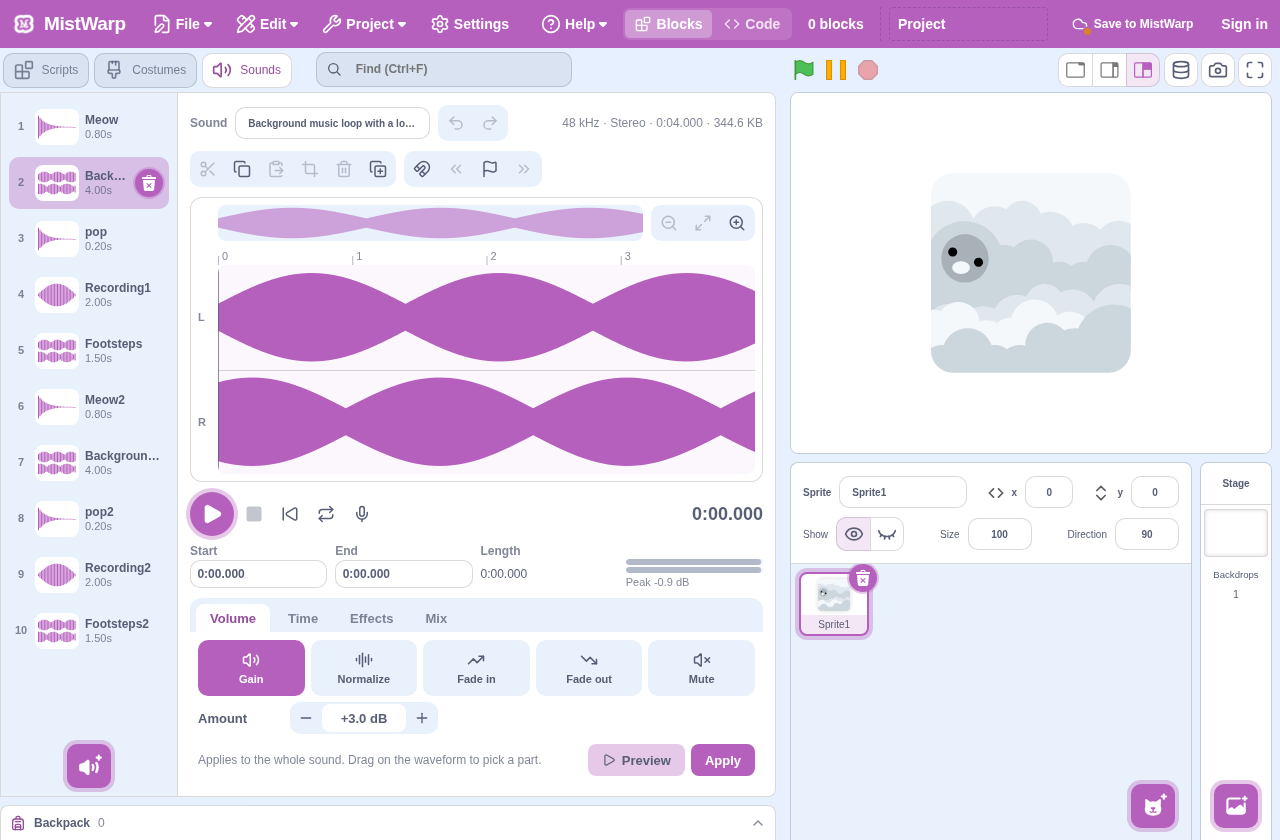 MistWarp File Edit Project Settings Help Blocks Code 0 blocks Project Save to MistWarp Sign in
Scripts Costumes Sounds Find (Ctrl+F)
1 Meow 0.80s
2 Back... 4.00s
3 pop 0.20s
4 Recording1 2.00s
5 Footsteps 1.50s
6 Meow2 0.80s
7 Backgroun... 4.00s
8 pop2 0.20s
9 Recording2 2.00s
10 Footsteps2 1.50s
Sound Background music loop with a lo... 48 kHz · Stereo · 0:04.000 · 344.6 KB
0 1 2 3
L
R
0:00.000
Start End Length
0:00.000 0:00.000 0:00.000
Peak -0.9 dB
Volume Time Effects Mix
Gain Normalize Fade in Fade out Mute
Amount +3.0 dB
Applies to the whole sound. Drag on the waveform to pick a part. Preview Apply
Backpack 0
Sprite Sprite1 x 0 y 0
Show Size 100 Direction 90
Sprite1
Stage
Backdrops
1